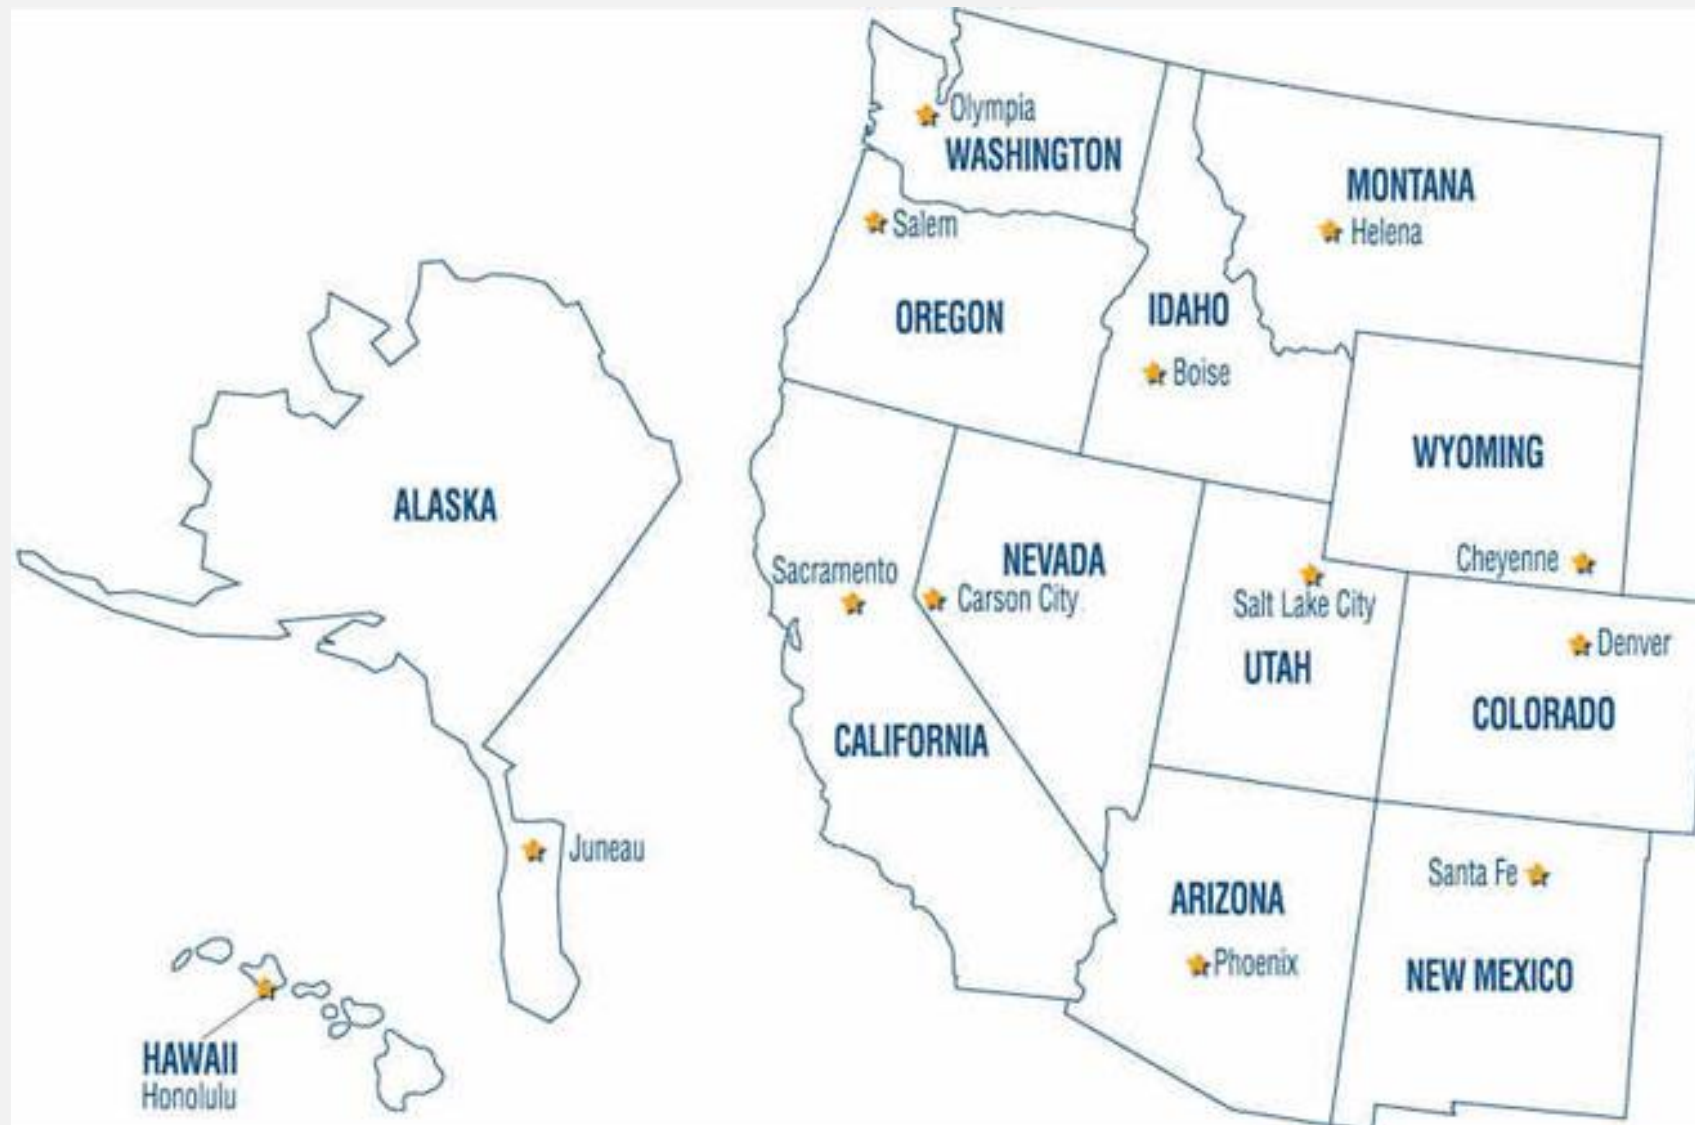 Olympia
WASHINGTON
MONTANA
Helena
Salem
OREGON
IDAHO
Boise
WYOMING
Cheyenne
ALASKA
NEVADA
Carson City
Sacramento
CALIFORNIA
Salt Lake City
UTAH
Denver
COLORADO
Juneau
ARIZONA
Phoenix
Santa Fe
NEW MEXICO
HAWAII
Honolulu